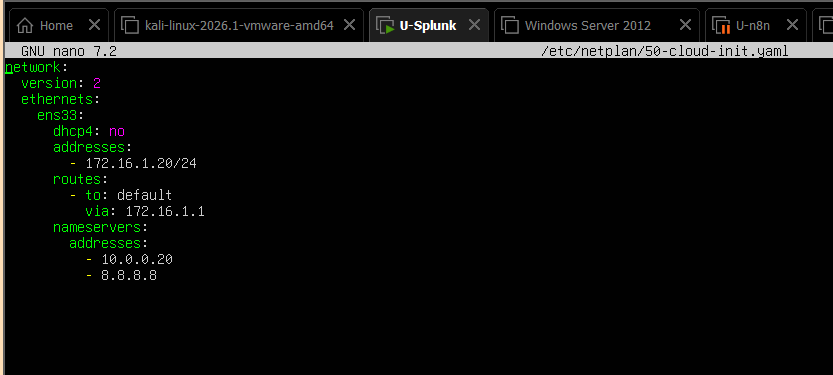 Home kali-linux-2026.1-vmware-amd64 U-Splunk Windows Server 2012 U-n8n
GNU nano 7.2 /etc/netplan/50-cloud-init.yaml
network:
  version: 2
  ethernets:
    ens33:
      dhcp4: no
      addresses:
        - 172.16.1.20/24
      routes:
        - to: default
          via: 172.16.1.1
      nameservers:
        addresses:
          - 10.0.0.20
          - 8.8.8.8